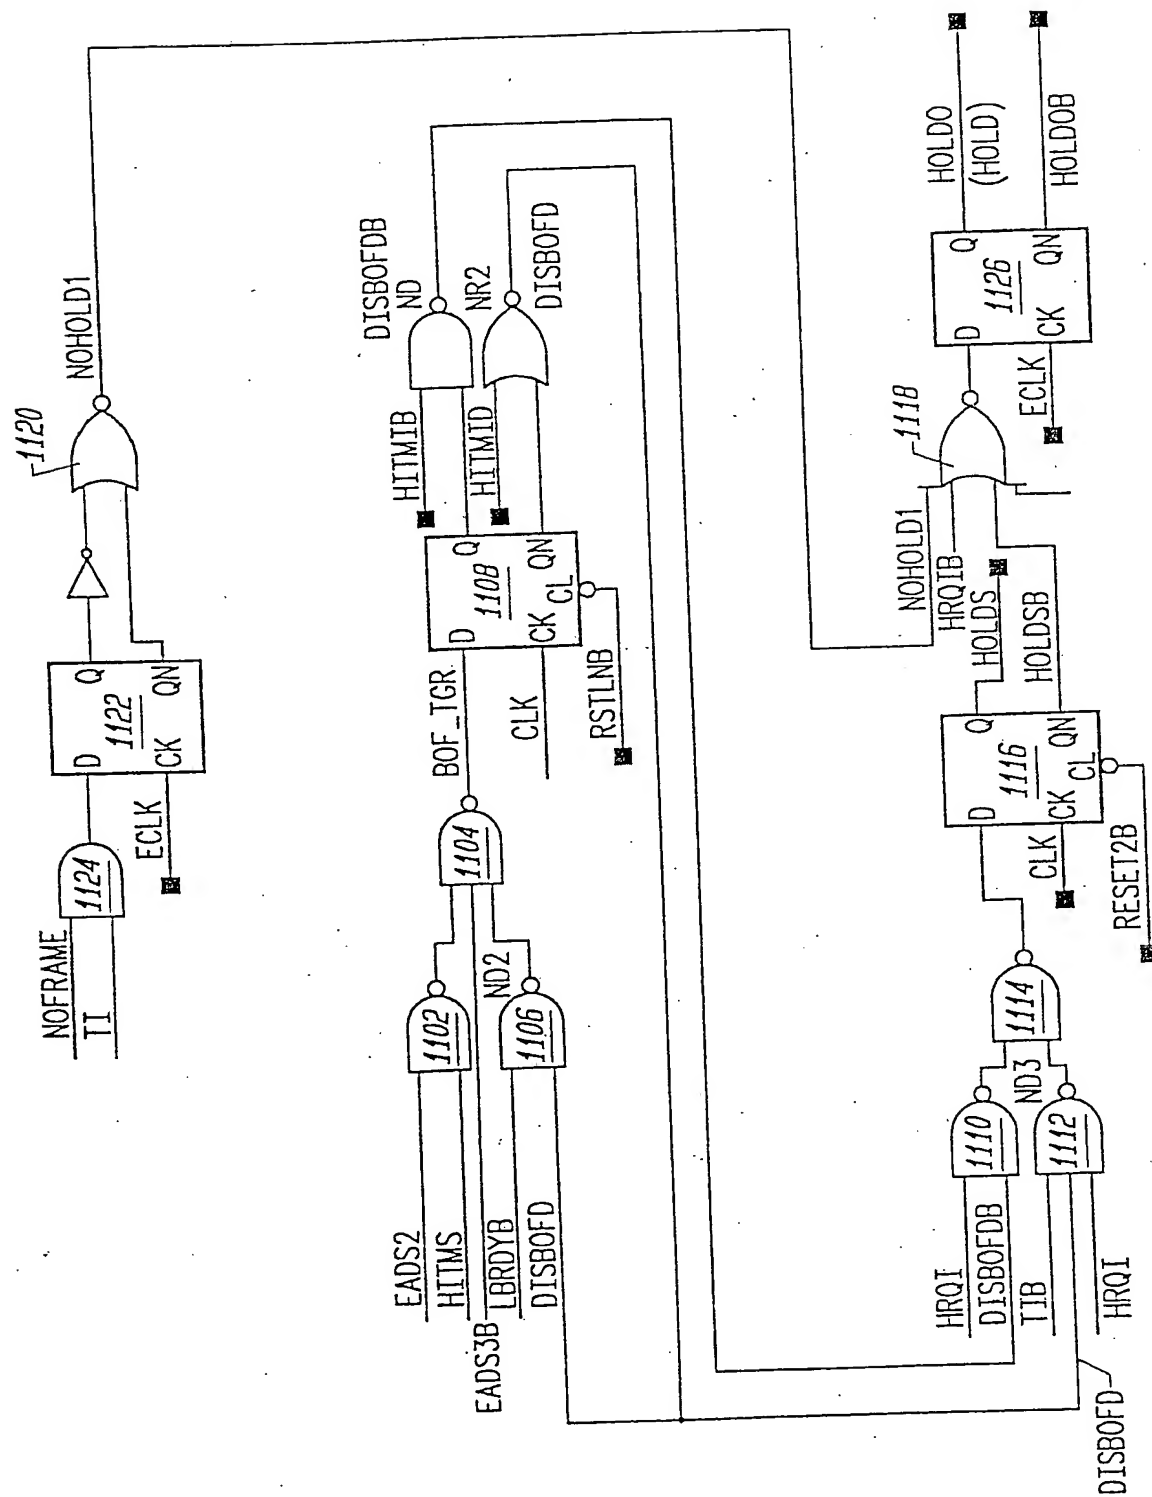 NOFRAME
TI
1124
ECLK
D
1122
CK
Q
QN
1120
NOHOLD1
EADS2
HITMS
EADS3B
LBRDYB
DISBOFD
1102
ND2
1106
1104
BOF_TGR
CLK
RSTLNB
D
1108
CK
CL
Q
QN
HITMIB
HITMID
DISBOFDB
ND
NR2
DISBOFD
HRQI
DISBOFDB
TIB
HRQI
DISBOFD
1110
ND3
1112
1114
CLK
RESET2B
D
1116
CK
CL
Q
QN
NOHOLD1
HRQIB
HOLDS
HOLDSB
1118
ECLK
D
1126
CK
Q
QN
HOLDO
(HOLD)
HOLDOB